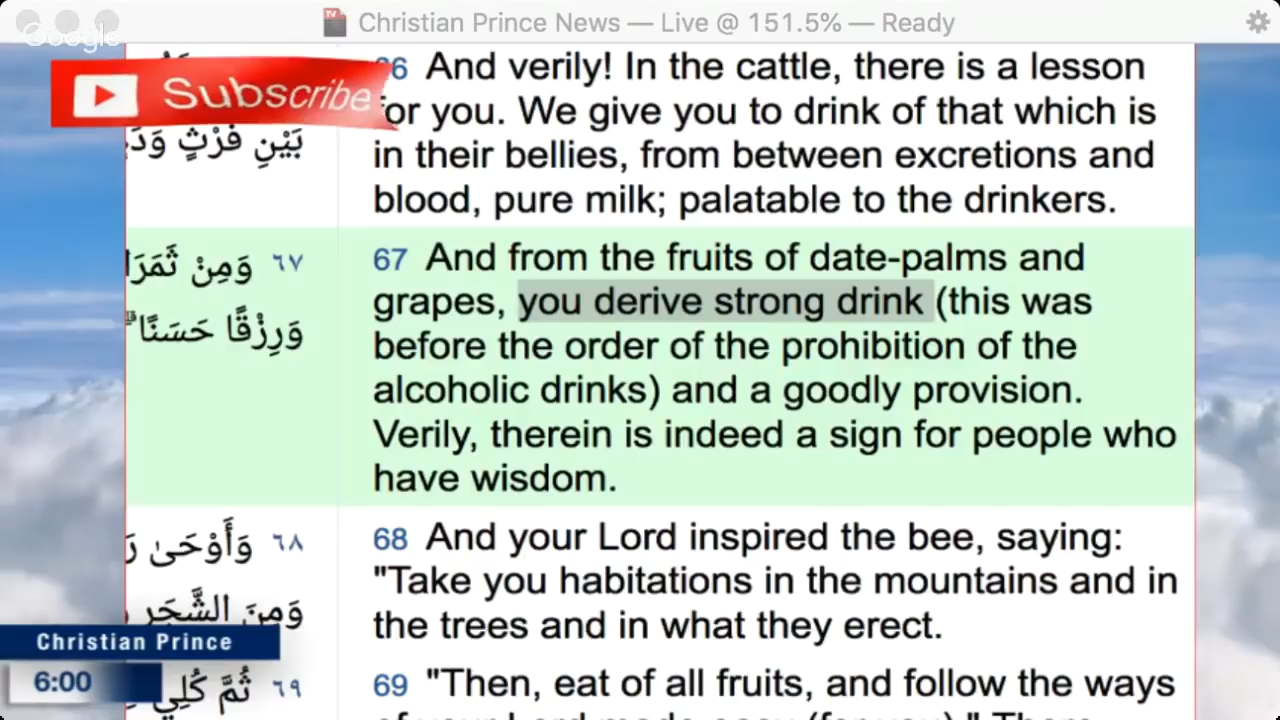 Christian Prince News — Live @ 151.5% — Ready
Google
Subscribe
66 And verily! In the cattle, there is a lesson
for you. We give you to drink of that which is
in their bellies, from between excretions and
blood, pure milk; palatable to the drinkers.
بَيْنِ فَرْثٍ
67 And from the fruits of date-palms and
grapes, you derive strong drink (this was
before the order of the prohibition of the
alcoholic drinks) and a goodly provision.
Verily, therein is indeed a sign for people who
have wisdom.
٦٧ وَمِنْ
وَرِزْقًا حَسَنًا
68 And your Lord inspired the bee, saying:
"Take you habitations in the mountains and in
the trees and in what they erect.
٦٨ وَأَوْحَىٰ
وَمِنَ الشَّجَرِ
69 "Then, eat of all fruits, and follow the ways
٦٩ ثُمَّ كُلِي
Christian Prince
6:00